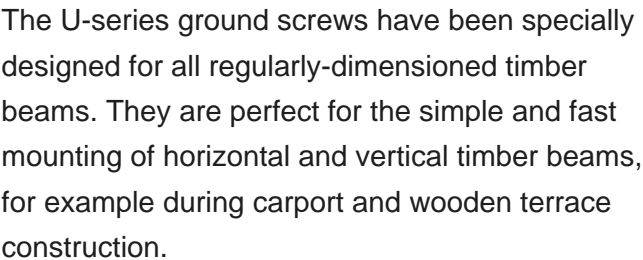 The U-series ground screws have been specially
designed for all regularly-dimensioned timber
beams. They are perfect for the simple and fast
mounting of horizontal and vertical timber beams,
for example during carport and wooden terrace
construction.